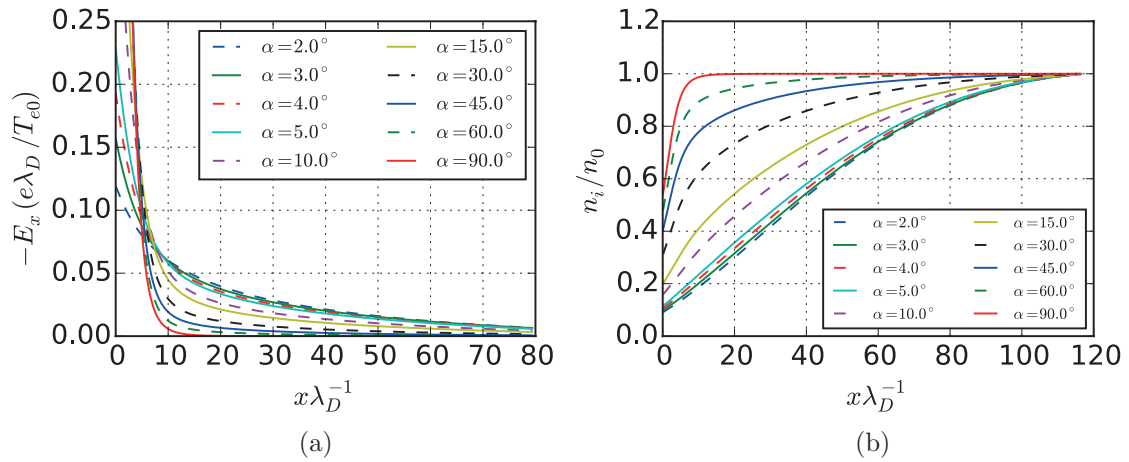 0.25
0.20
0.15
0.10
0.05
0.00
−Eₓ (eλ_D /T_e0)
α=2.0°
α=3.0°
α=4.0°
α=5.0°
α=10.0°
α=15.0°
α=30.0°
α=45.0°
α=60.0°
α=90.0°
0 10 20 30 40 50 60 70 80
xλ_D⁻¹
(a)
1.2
1.0
0.8
0.6
0.4
0.2
0.0
n_i/n_0
α=2.0°
α=3.0°
α=4.0°
α=5.0°
α=10.0°
α=15.0°
α=30.0°
α=45.0°
α=60.0°
α=90.0°
0 20 40 60 80 100 120
xλ_D⁻¹
(b)